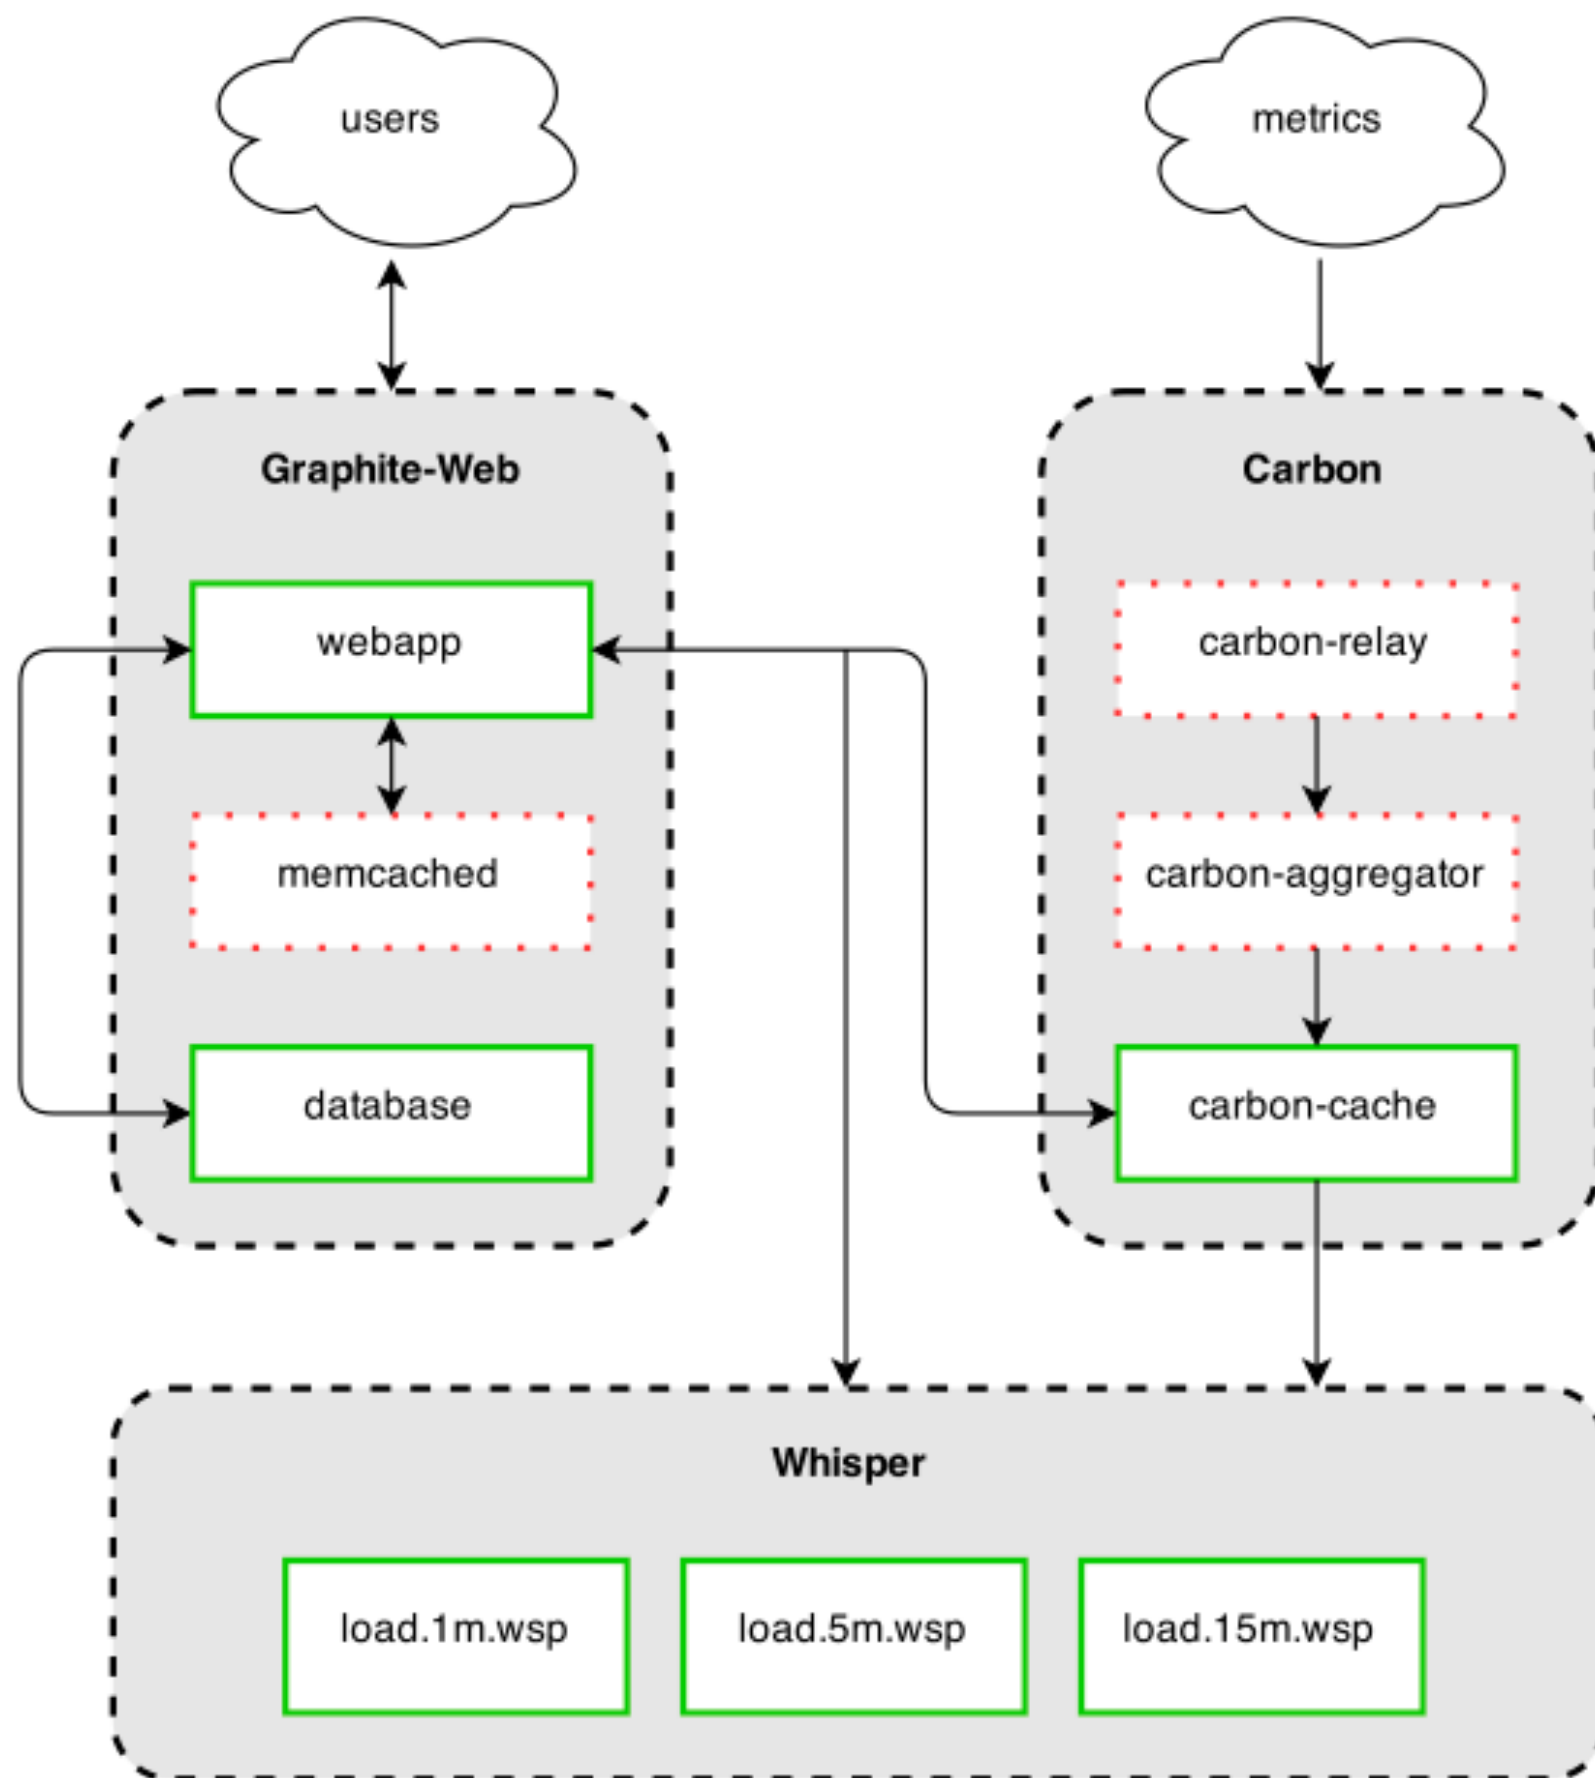 users
metrics
Graphite-Web
Carbon
webapp
carbon-relay
memcached
carbon-aggregator
database
carbon-cache
Whisper
load.1m.wsp
load.5m.wsp
load.15m.wsp